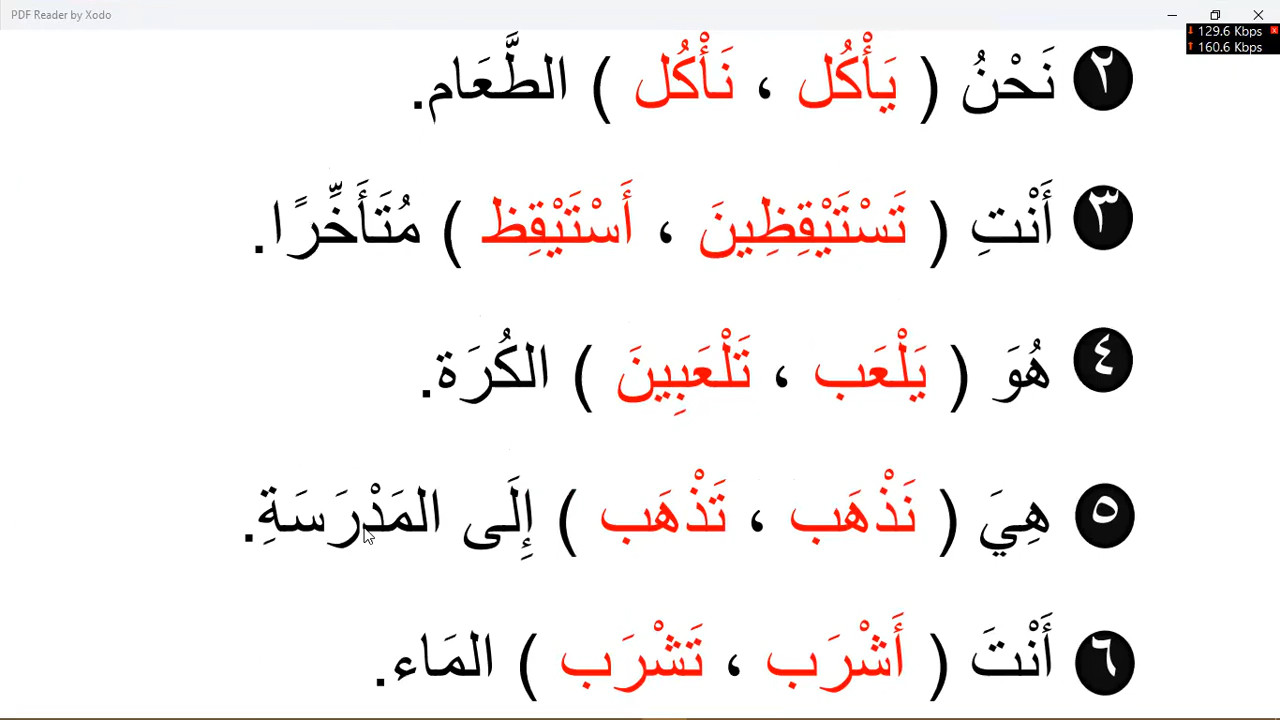 PDF Reader by Xodo
129.6 Kbps
160.6 Kbps
٢ نَحْنُ ( يَأْكُل ، نَأْكُل ) الطَّعَام.
٣ أَنْتِ ( تَسْتَيْقِظِينَ ، أَسْتَيْقِظ ) مُتَأَخِّرًا.
٤ هُوَ ( يَلْعَب ، تَلْعَبِينَ ) الكُرَة.
٥ هِيَ ( نَذْهَب ، تَذْهَب ) إِلَى المَدْرَسَةِ.
٦ أَنْتَ ( أَشْرَب ، تَشْرَب ) المَاء.